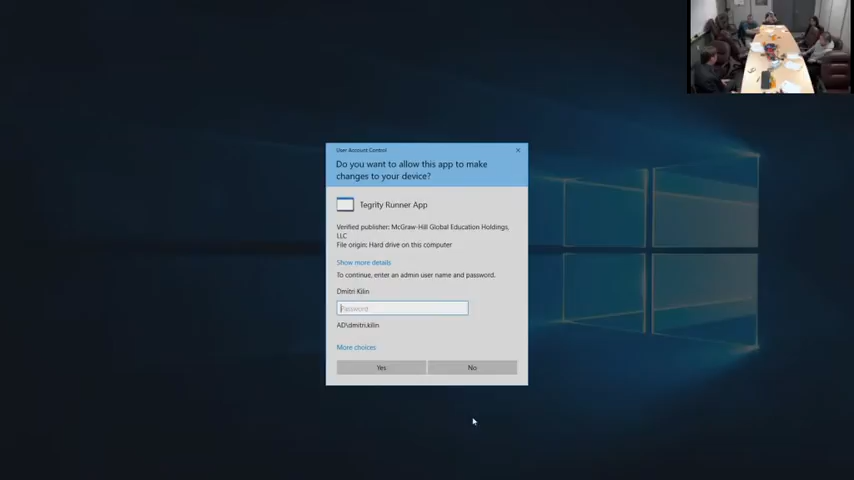 User Account Control
Do you want to allow this app to make
changes to your device?
Tegrity Runner App
Verified publisher: McGraw-Hill Global Education Holdings,
LLC
File origin: Hard drive on this computer
Show more details
To continue, enter an admin user name and password.
Dmitri Kilin
Password
AD\dmitri.kilin
More choices
Yes
No